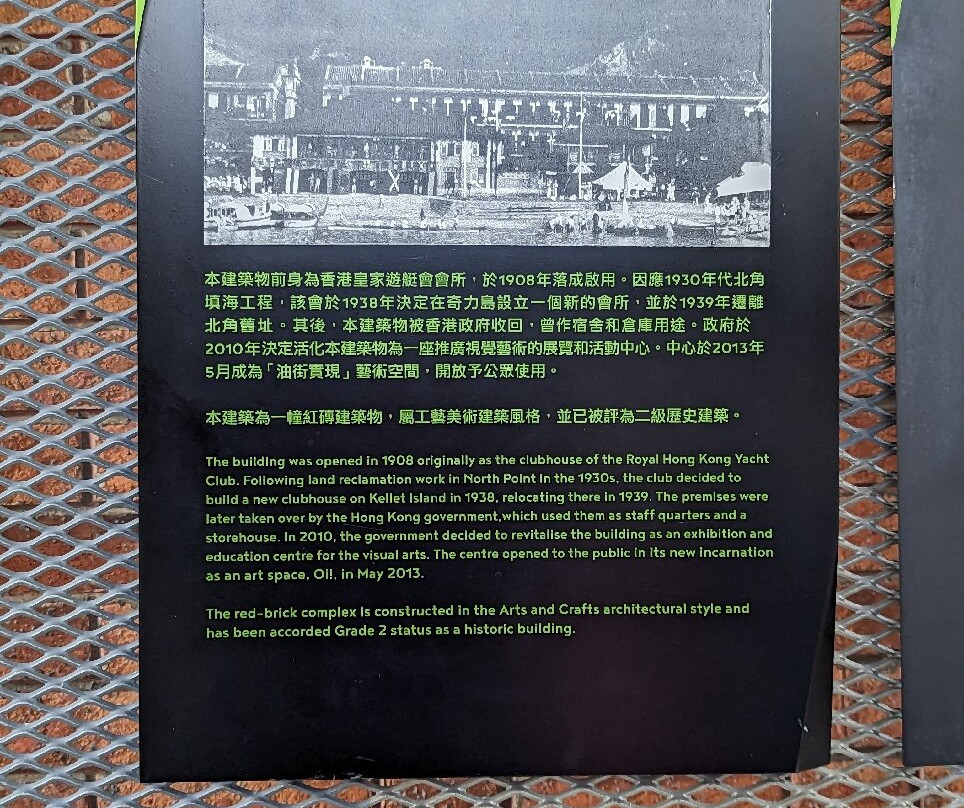 本建築物前身為香港皇家遊艇會會所，於1908年落成啟用。因應1930年代北角
填海工程，該會於1938年決定在奇力島設立一個新的會所，並於1939年遷離
北角舊址。其後，本建築物被香港政府收回，曾作宿舍和倉庫用途。政府於
2010年決定活化本建築物為一座推廣視覺藝術的展覽和活動中心。中心於2013年
5月成為「油街實現」藝術空間，開放予公眾使用。
本建築為一幢紅磚建築物，屬工藝美術建築風格，並已被評為二級歷史建築。
The building was opened in 1908 originally as the clubhouse of the Royal Hong Kong Yacht
Club. Following land reclamation work in North Point in the 1930s, the club decided to
build a new clubhouse on Kellet Island in 1938, relocating there in 1939. The premises were
later taken over by the Hong Kong government,which used them as staff quarters and a
storehouse. In 2010, the government decided to revitalise the building as an exhibition and
education centre for the visual arts. The centre opened to the public in its new incarnation
as an art space, Oi!, in May 2013.
The red-brick complex is constructed in the Arts and Crafts architectural style and
has been accorded Grade 2 status as a historic building.